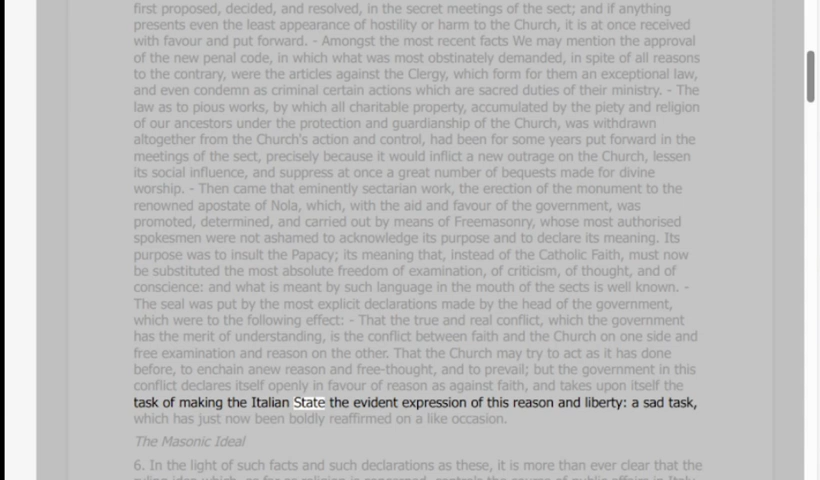 first proposed, decided, and resolved, in the secret meetings of the sect; and if anything
presents even the least appearance of hostility or harm to the Church, it is at once received
with favour and put forward. - Amongst the most recent facts We may mention the approval
of the new penal code, in which what was most obstinately demanded, in spite of all reasons
to the contrary, were the articles against the Clergy, which form for them an exceptional law,
and even condemn as criminal certain actions which are sacred duties of their ministry. - The
law as to pious works, by which all charitable property, accumulated by the piety and religion
of our ancestors under the protection and guardianship of the Church, was withdrawn
altogether from the Church's action and control, had been for some years put forward in the
meetings of the sect, precisely because it would inflict a new outrage on the Church, lessen
its social influence, and suppress at once a great number of bequests made for divine
worship. - Then came that eminently sectarian work, the erection of the monument to the
renowned apostate of Nola, which, with the aid and favour of the government, was
promoted, determined, and carried out by means of Freemasonry, whose most authorised
spokesmen were not ashamed to acknowledge its purpose and to declare its meaning. Its
purpose was to insult the Papacy; its meaning that, instead of the Catholic Faith, must now
be substituted the most absolute freedom of examination, of criticism, of thought, and of
conscience: and what is meant by such language in the mouth of the sects is well known. -
The seal was put by the most explicit declarations made by the head of the government,
which were to the following effect: - That the true and real conflict, which the government
has the merit of understanding, is the conflict between faith and the Church on one side and
free examination and reason on the other. That the Church may try to act as it has done
before, to enchain anew reason and free-thought, and to prevail; but the government in this
conflict declares itself openly in favour of reason as against faith, and takes upon itself the
task of making the Italian State the evident expression of this reason and liberty: a sad task,
which has just now been boldly reaffirmed on a like occasion.
The Masonic Ideal
6. In the light of such facts and such declarations as these, it is more than ever clear that the